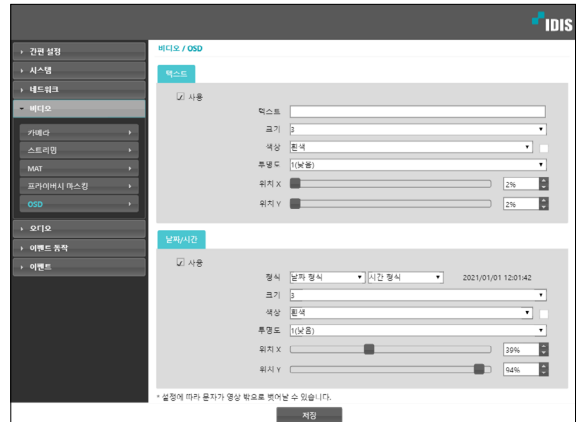 IDIS
간편 설정
시스템
네트워크
비디오
카메라
스트리밍
MAT
프라이버시 마스킹
OSD
오디오
이벤트 동작
이벤트
비디오 / OSD
텍스트
사용
텍스트
크기 3
색상 흰색
투명도 1(낮음)
위치 X 2%
위치 Y 2%
날짜/시간
사용
형식 날짜 형식 시간 형식 2021/01/01 12:01:42
크기 3
색상 흰색
투명도 1(낮음)
위치 X 39%
위치 Y 94%
* 설정에 따라 문자가 영상 밖으로 벗어날 수 있습니다.
저장